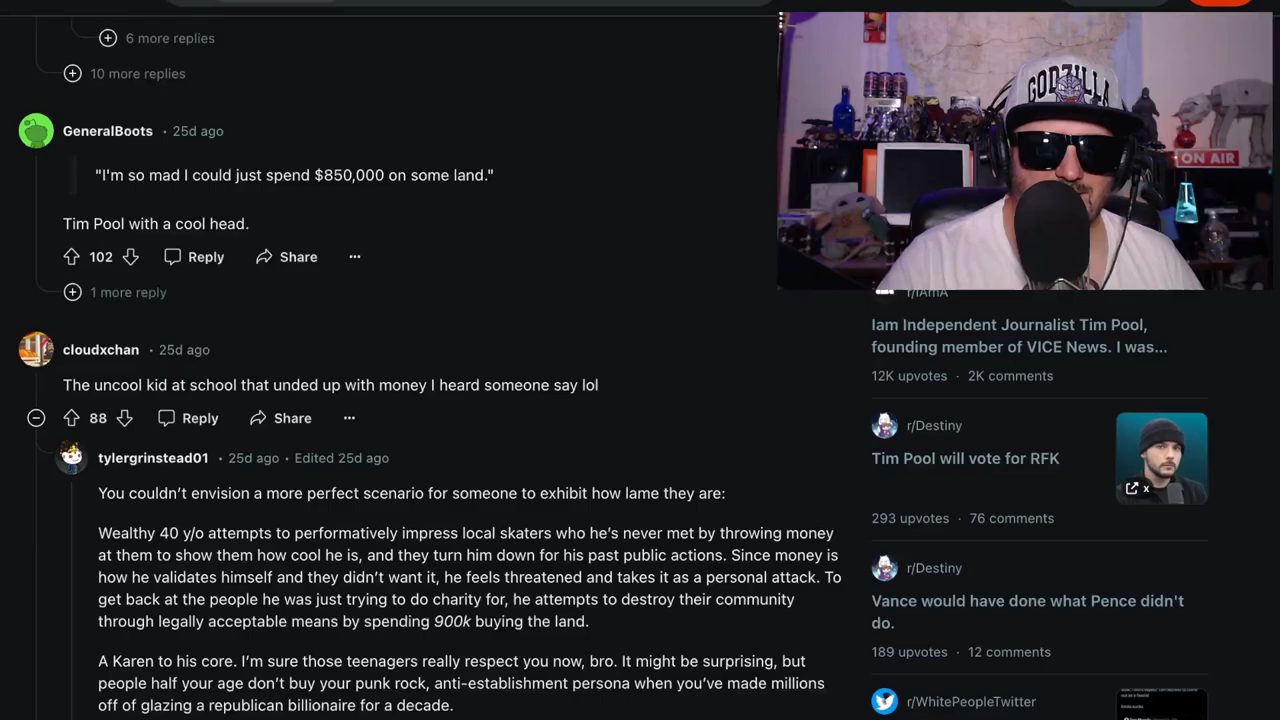 6 more replies
10 more replies
GeneralBoots • 25d ago
"I'm so mad I could just spend $850,000 on some land."
Tim Pool with a cool head.
102 Reply Share ...
1 more reply
cloudxchan • 25d ago
The uncool kid at school that unded up with money I heard someone say lol
88 Reply Share ...
tylergrinstead01 • 25d ago • Edited 25d ago
You couldn't envision a more perfect scenario for someone to exhibit how lame they are:
Wealthy 40 y/o attempts to performatively impress local skaters who he's never met by throwing money
at them to show them how cool he is, and they turn him down for his past public actions. Since money is
how he validates himself and they didn't want it, he feels threatened and takes it as a personal attack. To
get back at the people he was just trying to do charity for, he attempts to destroy their community
through legally acceptable means by spending 900k buying the land.
A Karen to his core. I'm sure those teenagers really respect you now, bro. It might be surprising, but
people half your age don't buy your punk rock, anti-establishment persona when you've made millions
off of glazing a republican billionaire for a decade.
GODZILLA
ON AIR
r/IAmA
Iam Independent Journalist Tim Pool,
founding member of VICE News. I was...
12K upvotes • 2K comments
r/Destiny
Tim Pool will vote for RFK
x
293 upvotes • 76 comments
r/Destiny
Vance would have done what Pence didn't
do.
189 upvotes • 12 comments
r/WhitePeopleTwitter